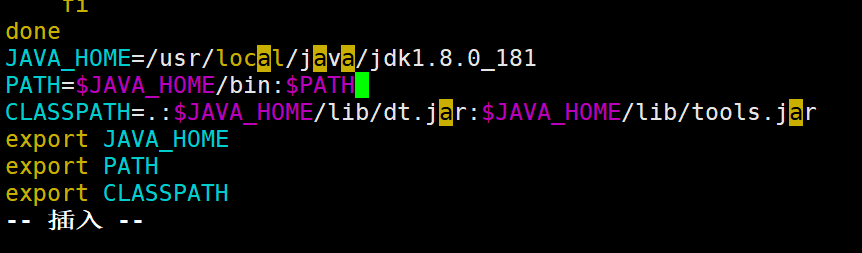 fi
done
JAVA_HOME=/usr/local/java/jdk1.8.0_181
PATH=$JAVA_HOME/bin:$PATH
CLASSPATH=.:$JAVA_HOME/lib/dt.jar:$JAVA_HOME/lib/tools.jar
export JAVA_HOME
export PATH
export CLASSPATH
-- 插入 --